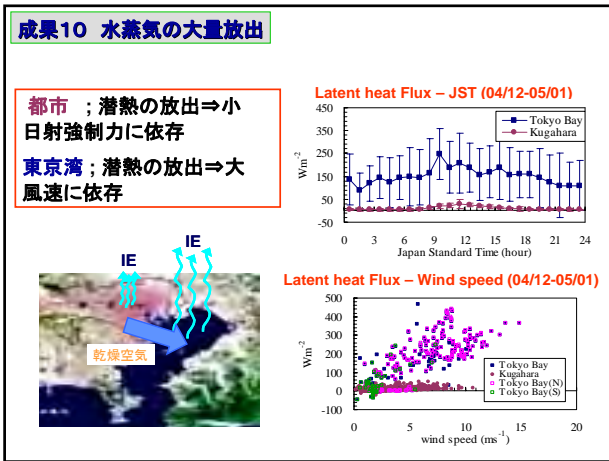 成果10 水蒸気の大量放出
都市 ; 潜熱の放出⇒小
日射強制力に依存
東京湾 ; 潜熱の放出⇒大
風速に依存
IE
IE
乾燥空気
Latent heat Flux – JST (04/12-05/01)
Wm-2
450
350
250
150
50
-50
Tokyo Bay
Kugahara
0 3 6 9 12 15 18 21 24
Japan Standard Time (hour)
Latent heat Flux – Wind speed (04/12-05/01)
Wm-2
500
400
300
200
100
0
-100
Tokyo Bay
Kugahara
Tokyo Bay(N)
Tokyo Bay(S)
0 5 10 15 20
wind speed (ms-1)